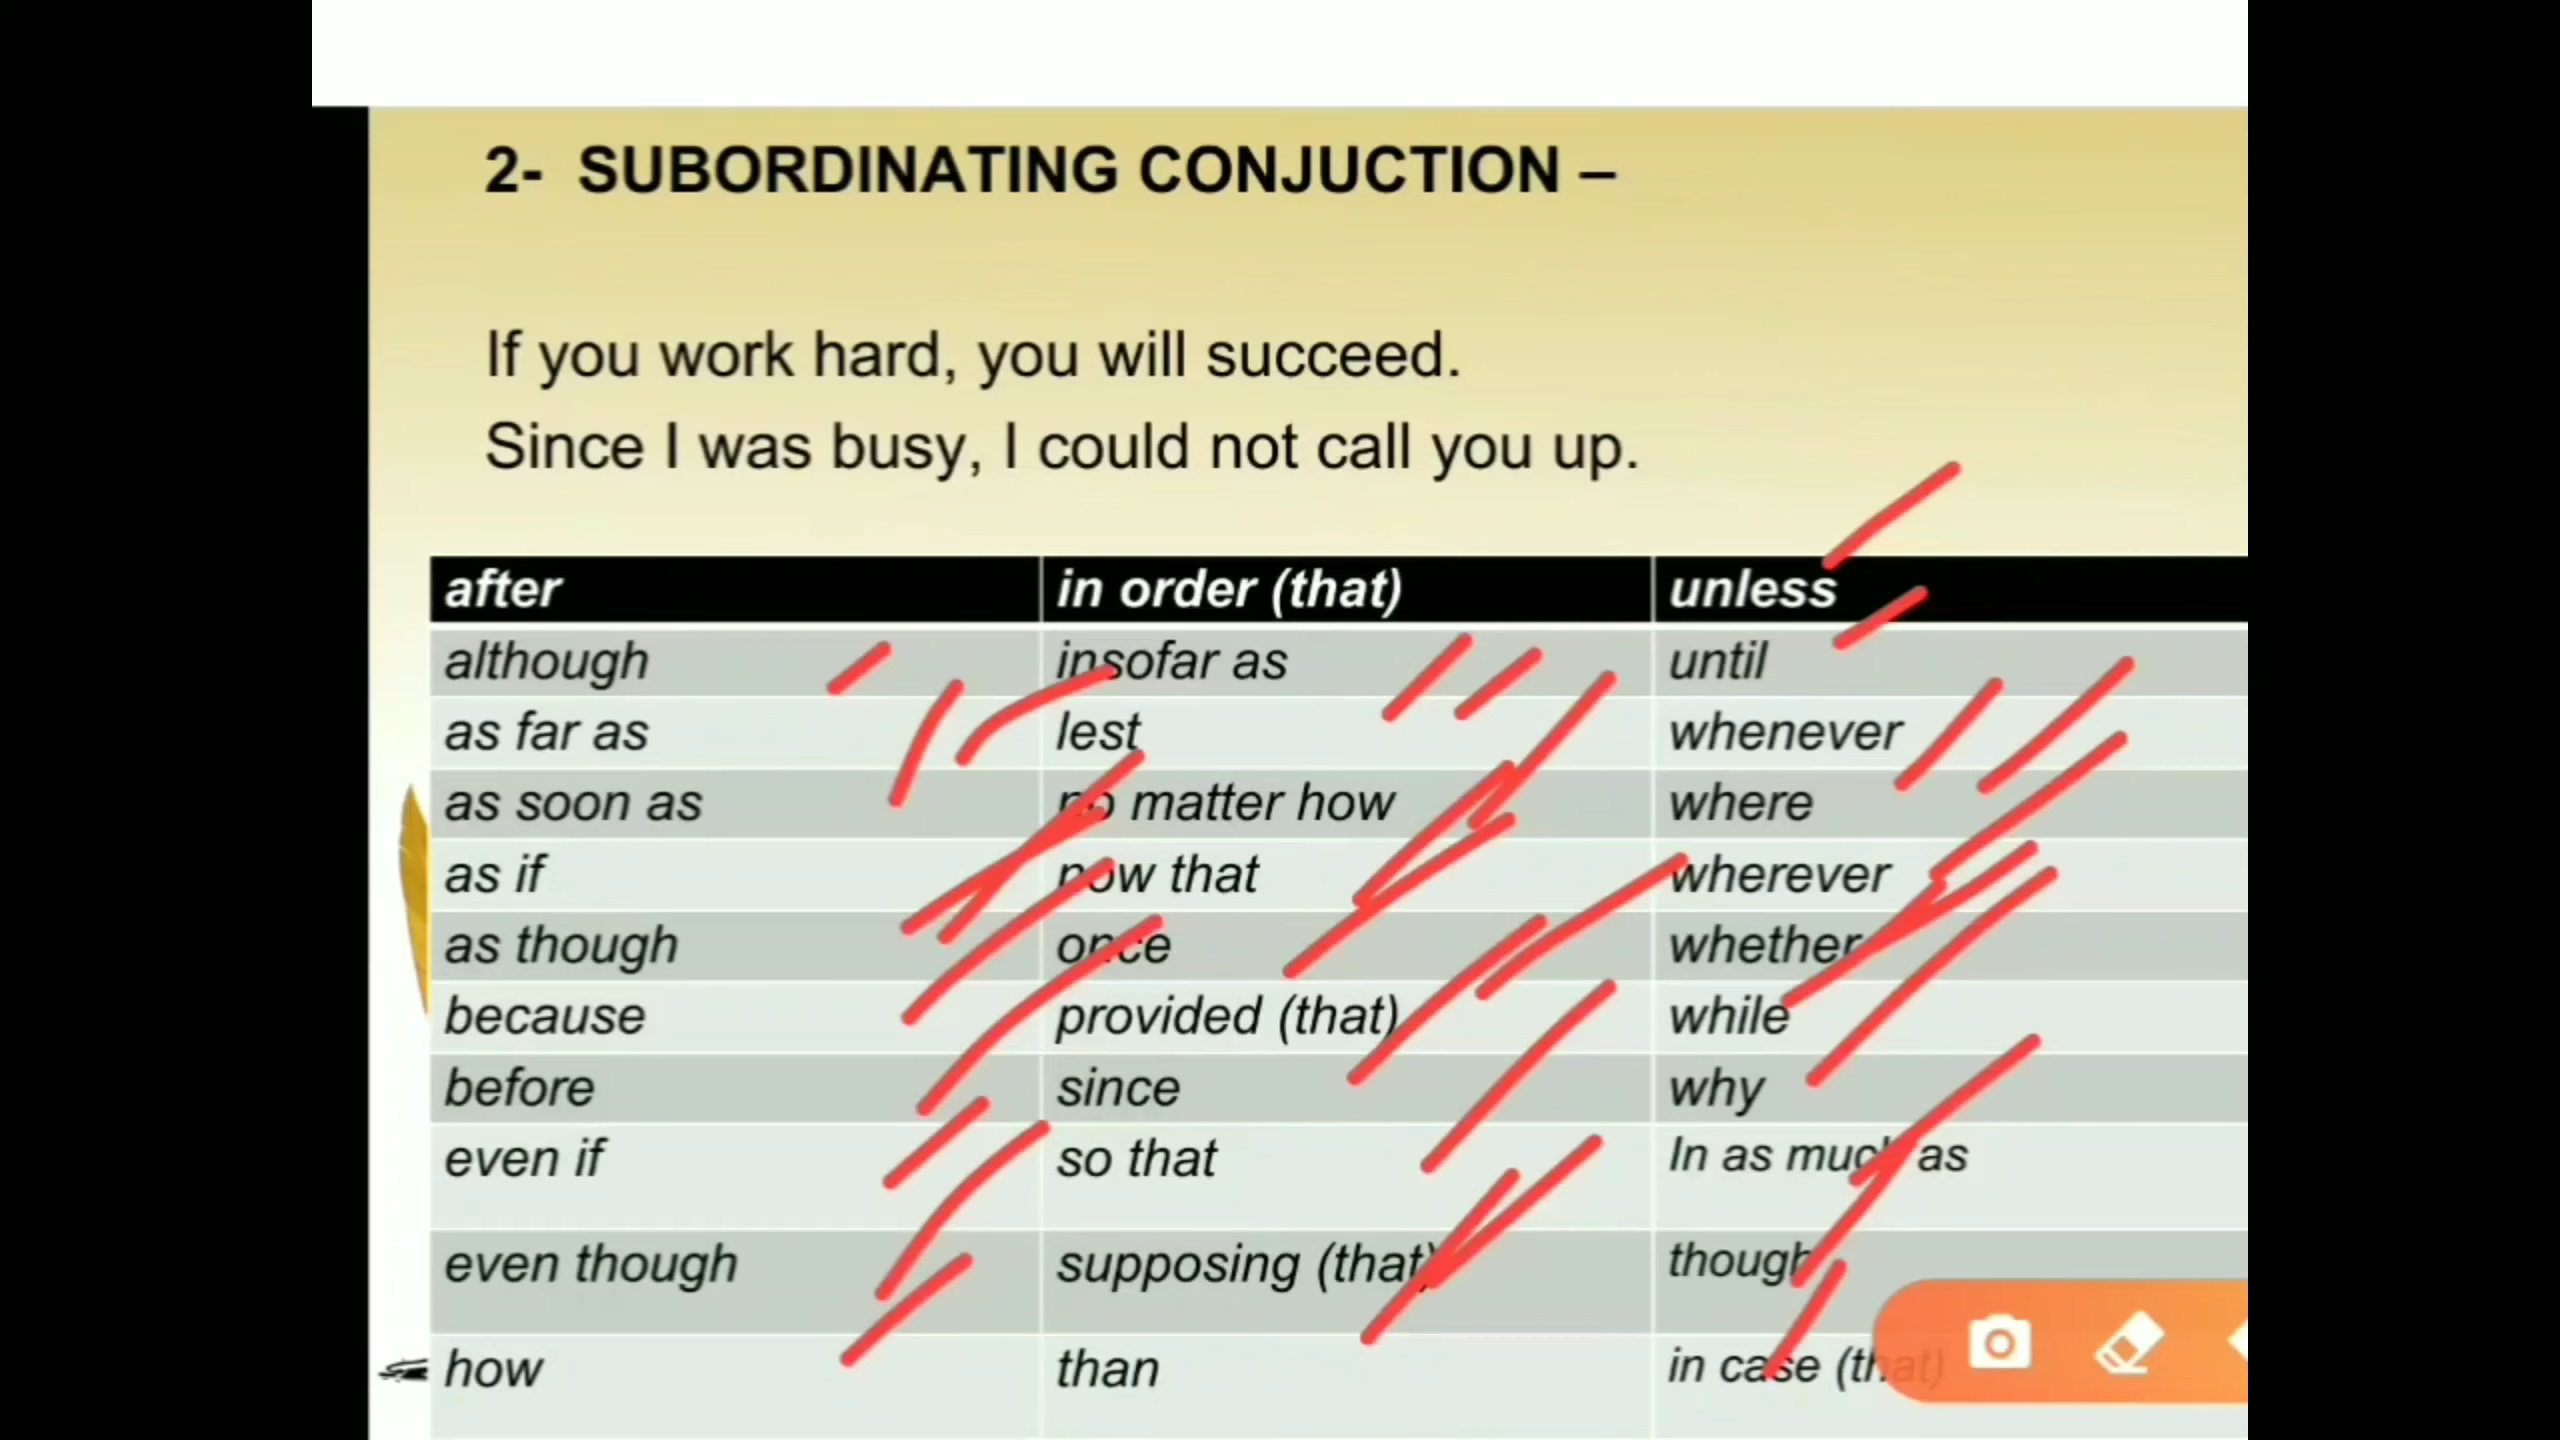 2- SUBORDINATING CONJUCTION –
If you work hard, you will succeed.
Since I was busy, I could not call you up.
after in order (that) unless
although insofar as until
as far as lest whenever
as soon as no matter how where
as if now that wherever
as though once whether
because provided (that) while
before since why
even if so that In as much as
even though supposing (that) though
how than in case (that)